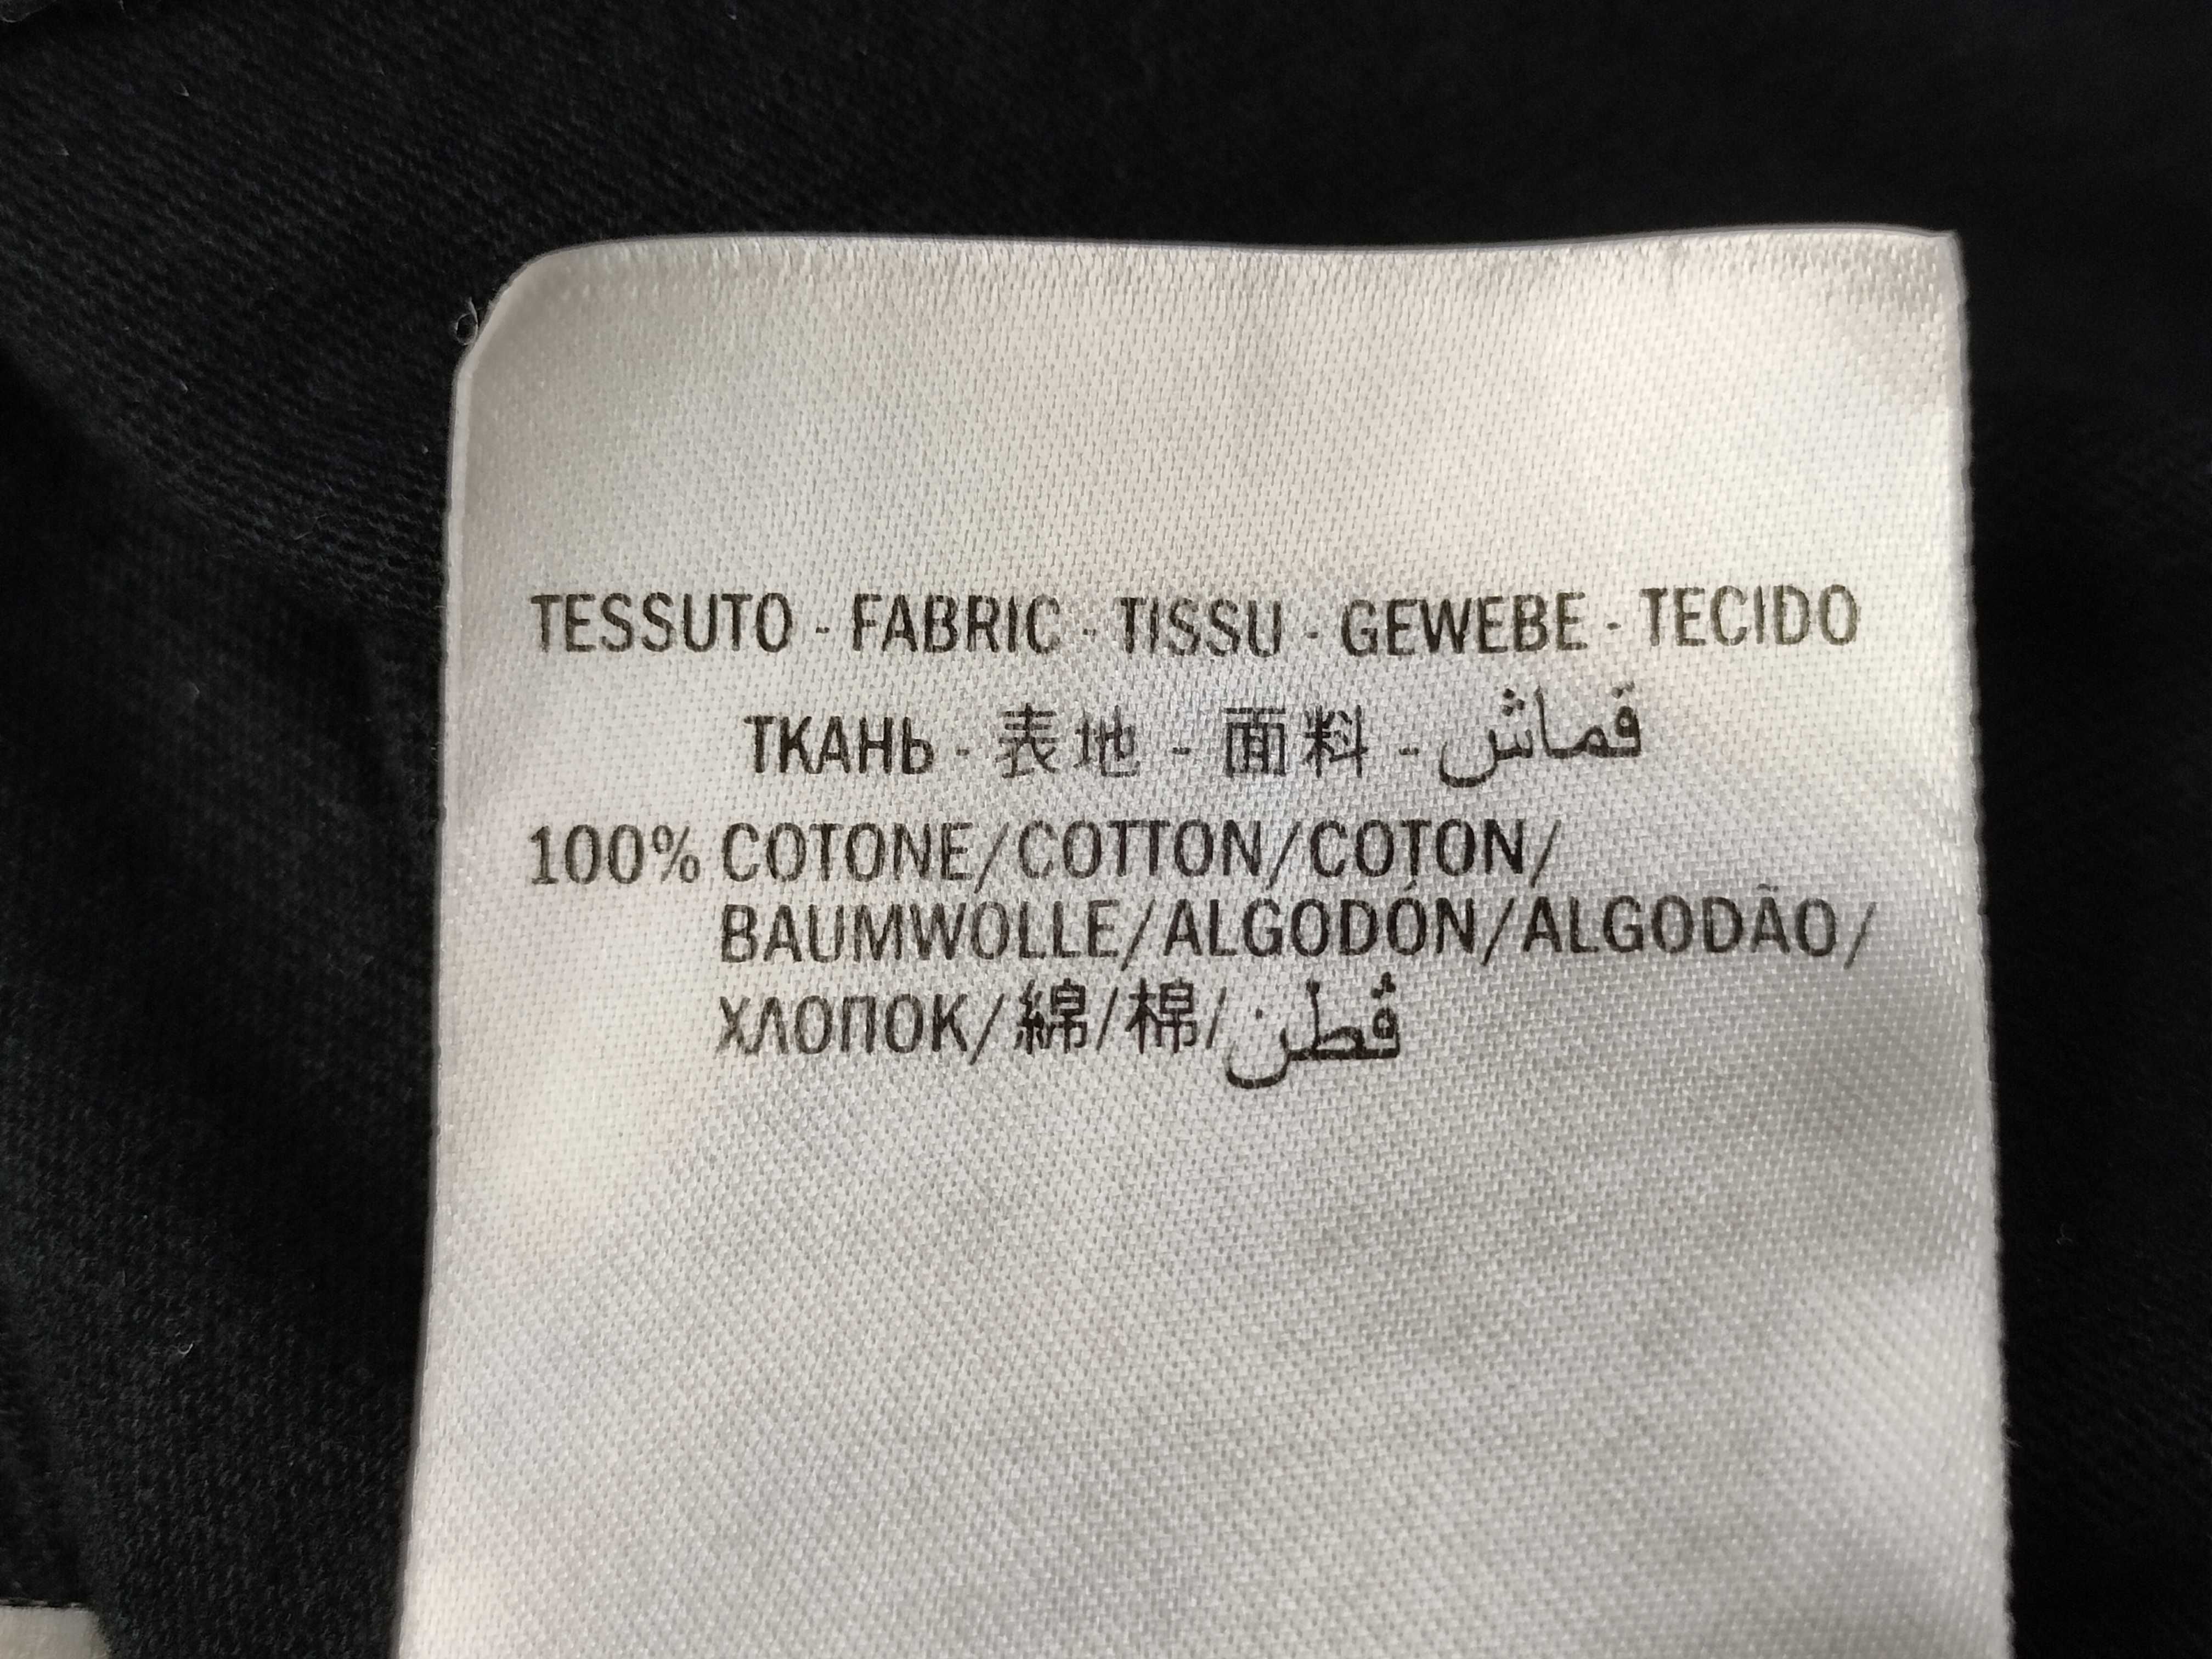 TESSUTO - FABRIC - TISSU - GEWEBE - TECIDO
ТКАНЬ - 表地 - 面料 - قماش
100% COTONE/COTTON/COTON/
BAUMWOLLE/ALGODÓN/ALGODÃO/
ХЛОПОК/綿/棉/قطن